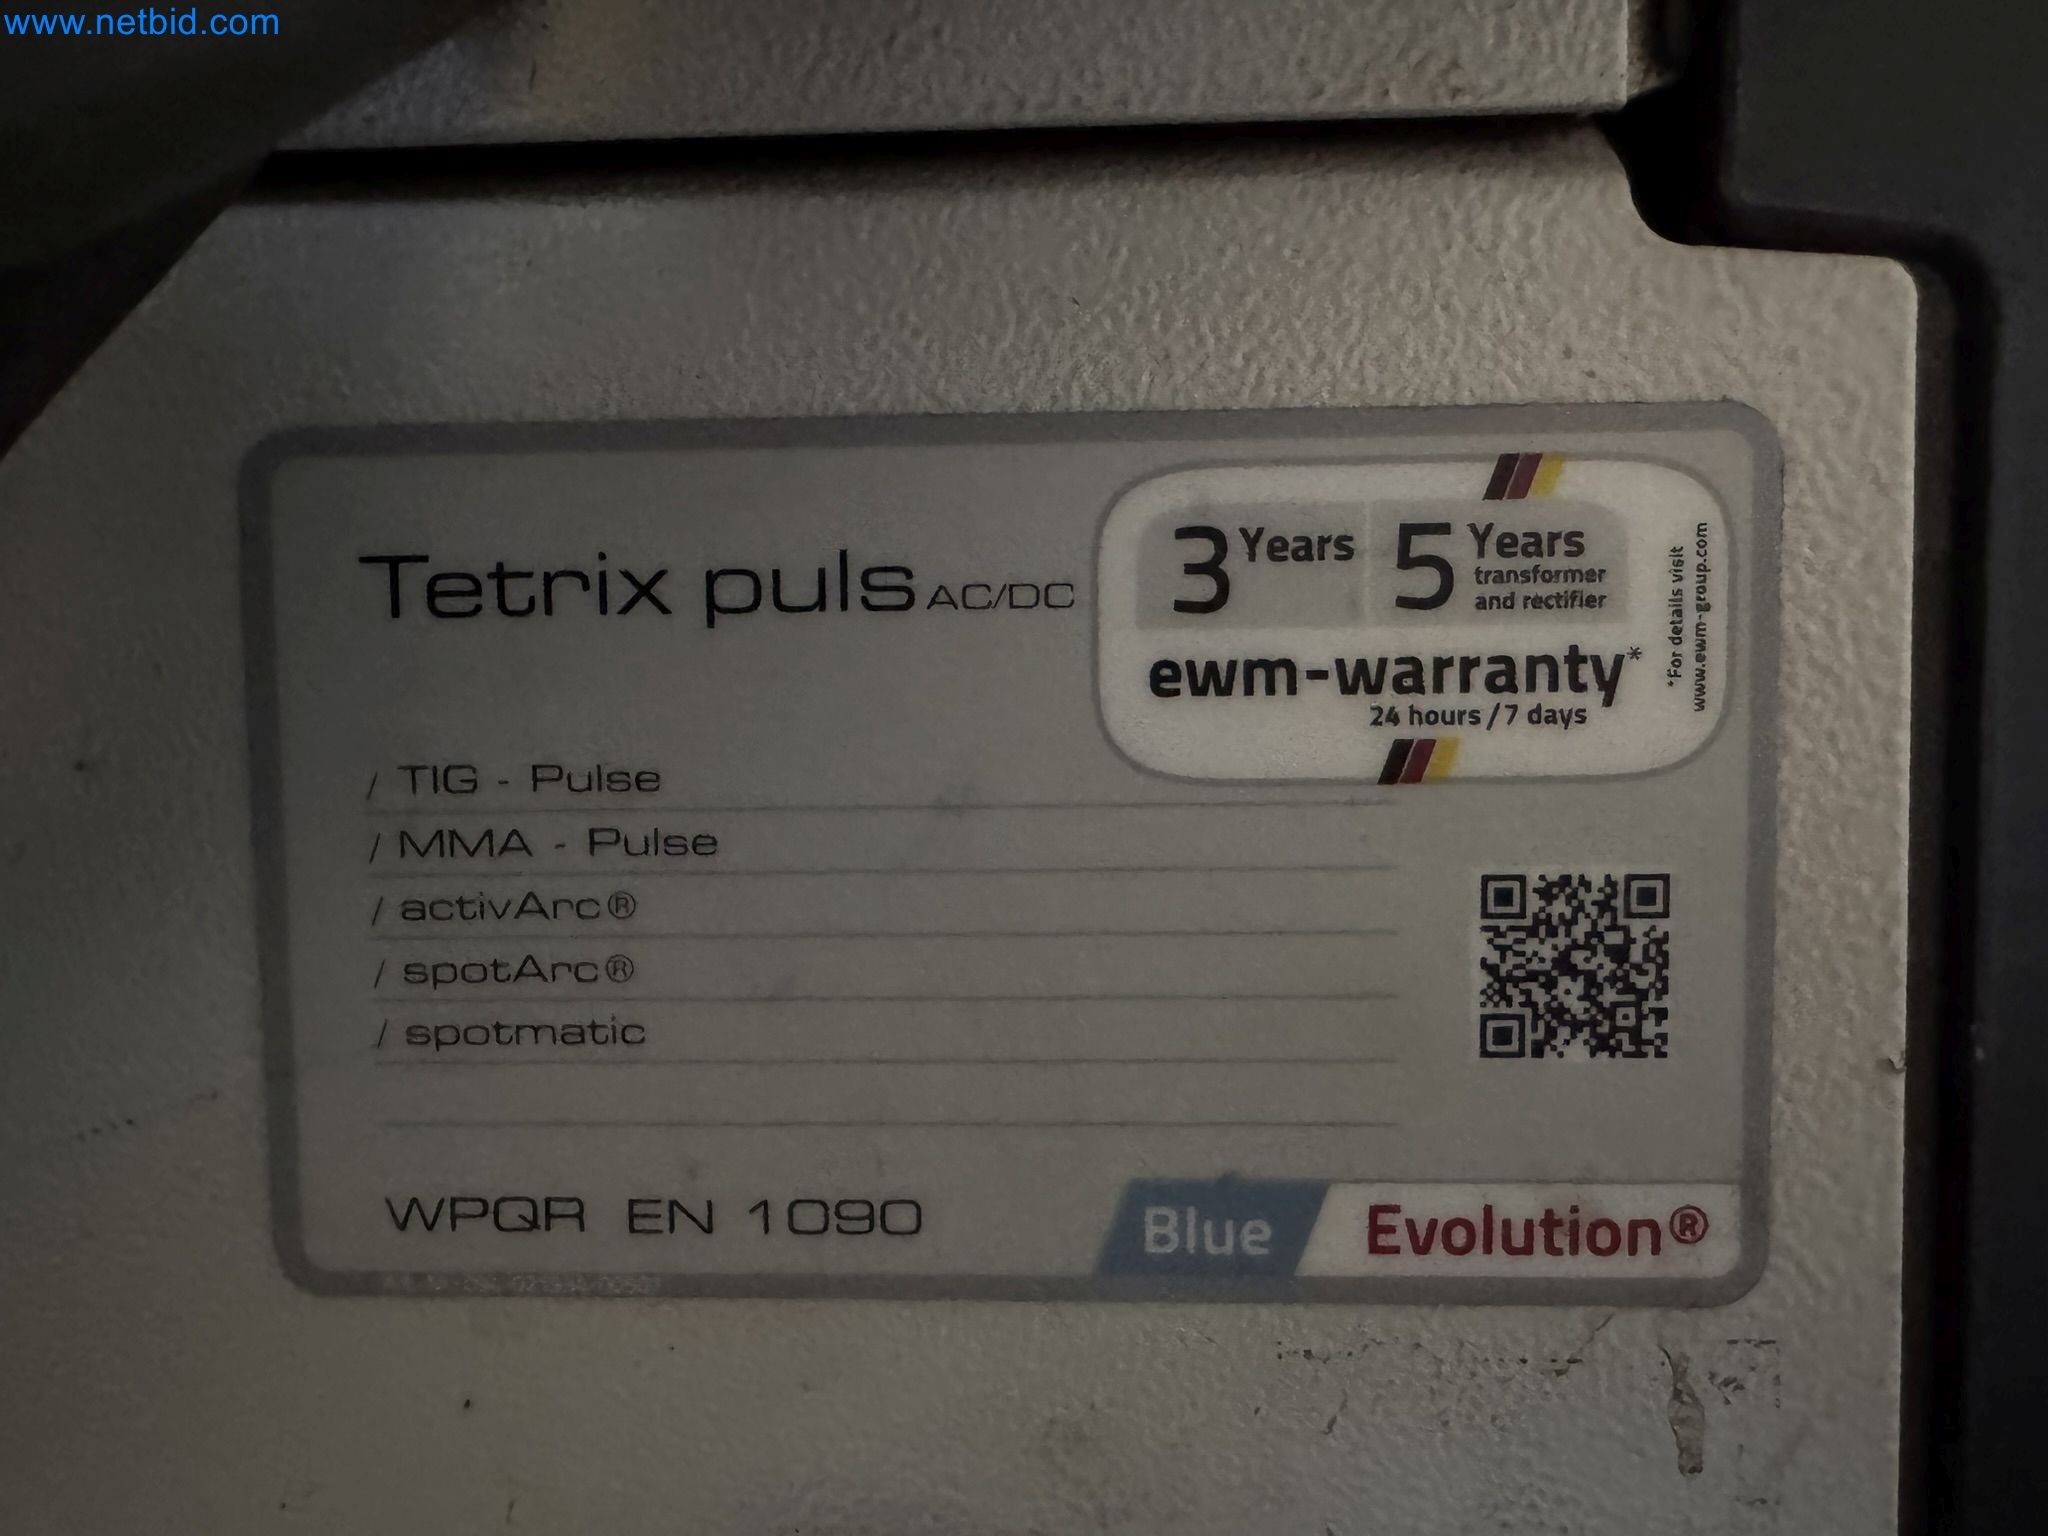 www.netbid.com
Tetrix puls AC/DC
3 Years
5 Years
transformer
and rectifier
ewm-warranty*
24 hours / 7 days
*For details visit
www.ewm-group.com
/ TIG - Pulse
/ MMA - Pulse
/ activArc®
/ spotArc®
/ spotmatic
WPQR EN 1090
Blue Evolution®